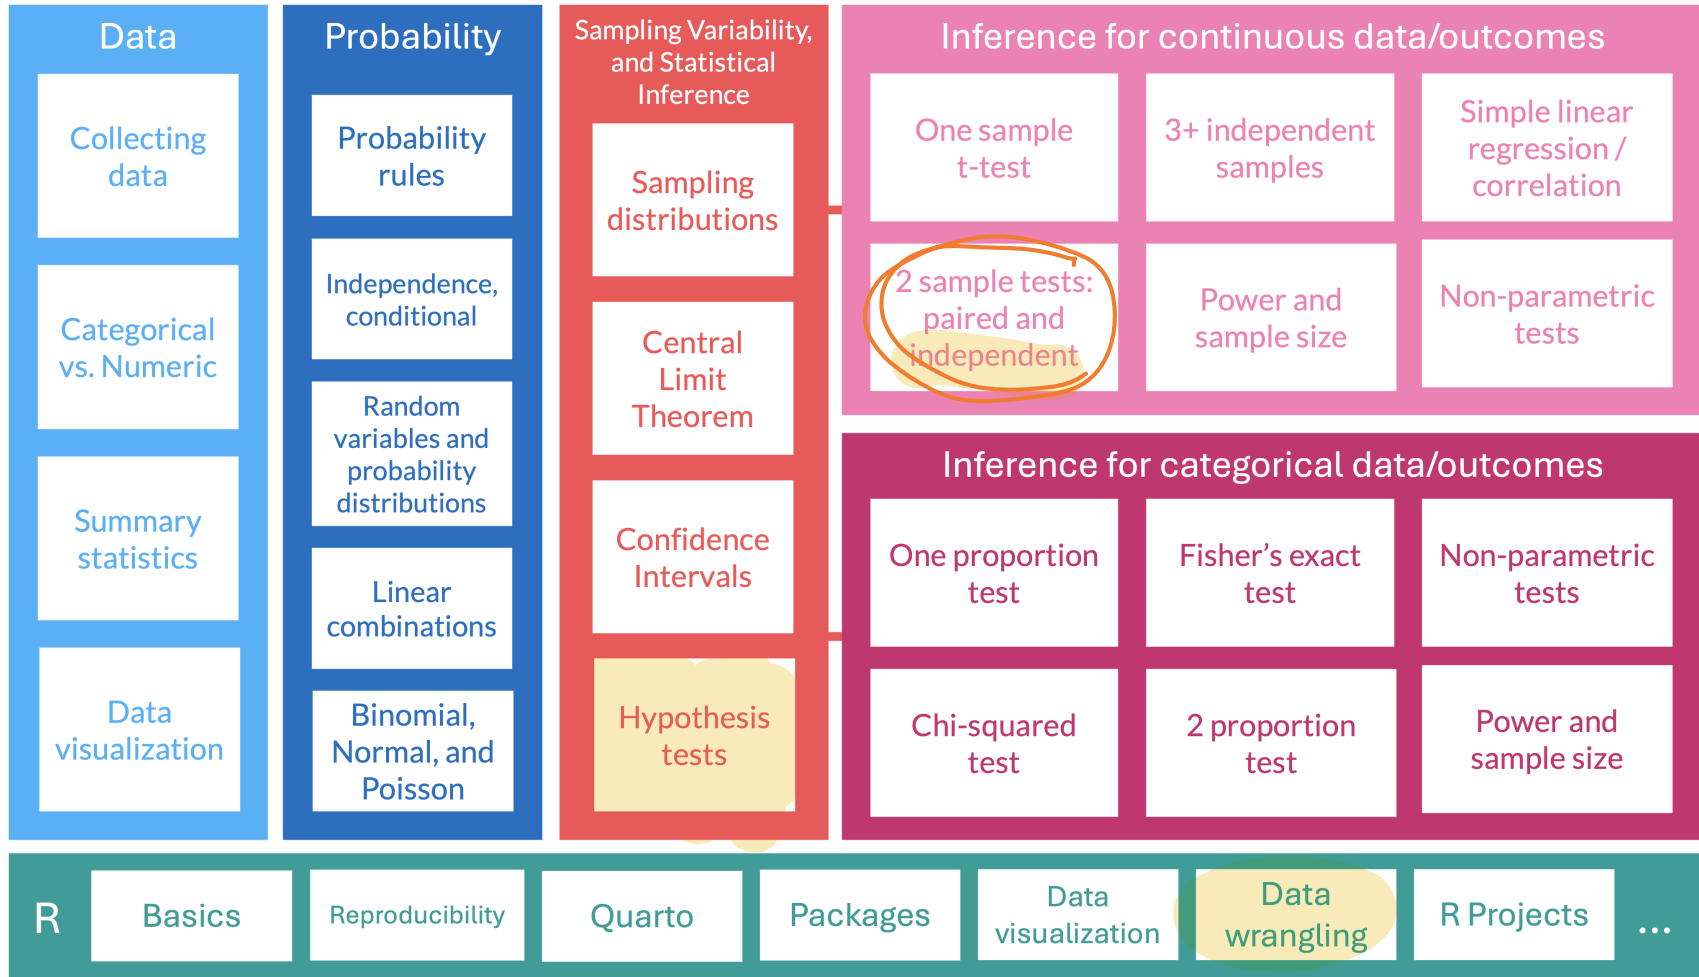 Data
Collecting
data
Categorical
vs. Numeric
Summary
statistics
Data
visualization
Probability
Probability
rules
Independence,
conditional
Random
variables and
probability
distributions
Linear
combinations
Binomial,
Normal, and
Poisson
Sampling Variability,
and Statistical
Inference
Sampling
distributions
Central
Limit
Theorem
Confidence
Intervals
Hypothesis
tests
Inference for continuous data/outcomes
One sample
t-test
3+ independent
samples
Simple linear
regression /
correlation
2 sample tests:
paired and
independent
Power and
sample size
Non-parametric
tests
Inference for categorical data/outcomes
One proportion
test
Fisher’s exact
test
Non-parametric
tests
Chi-squared
test
2 proportion
test
Power and
sample size
R
Basics
Reproducibility
Quarto
Packages
Data
visualization
Data
wrangling
R Projects
...